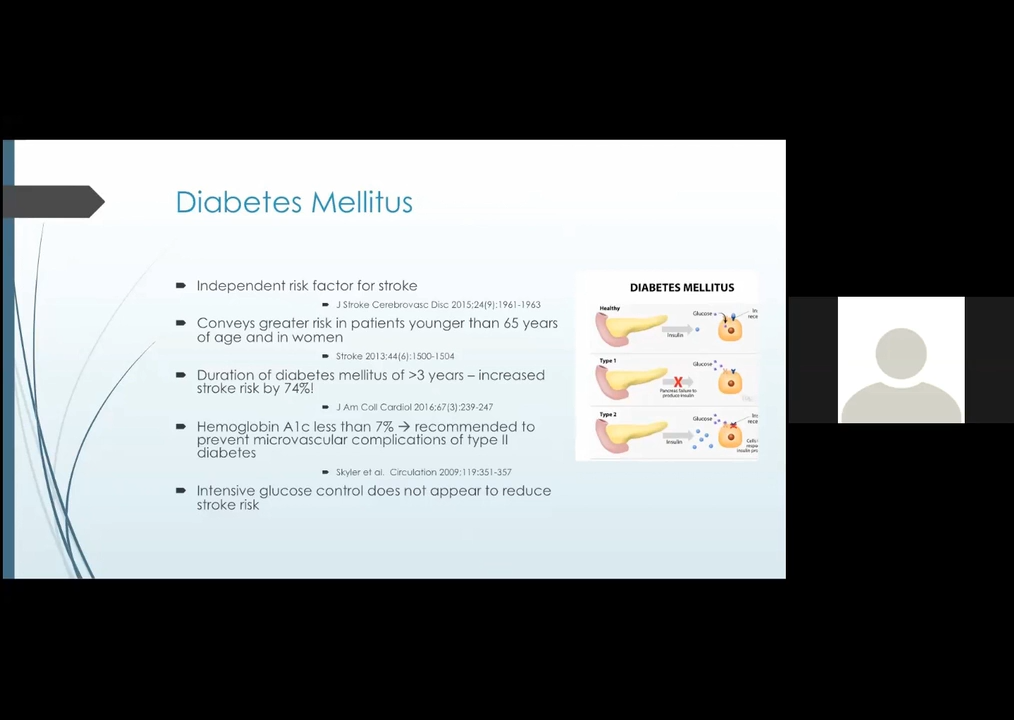 Diabetes Mellitus
Independent risk factor for stroke
J Stroke Cerebrovasc Disc 2015;24(9):1961-1963
Conveys greater risk in patients younger than 65 years
of age and in women
Stroke 2013;44(6):1500-1504
Duration of diabetes mellitus of >3 years – increased
stroke risk by 74%!
J Am Coll Cardiol 2016;67(3):239-247
Hemoglobin A1c less than 7% → recommended to
prevent microvascular complications of type II
diabetes
Skyler et al. Circulation 2009;119:351-357
Intensive glucose control does not appear to reduce
stroke risk
DIABETES MELLITUS
Healthy
Glucose
Insulin
Type 1
Glucose
Pancreas failure to
produce insulin
Type 2
Glucose
Insulin